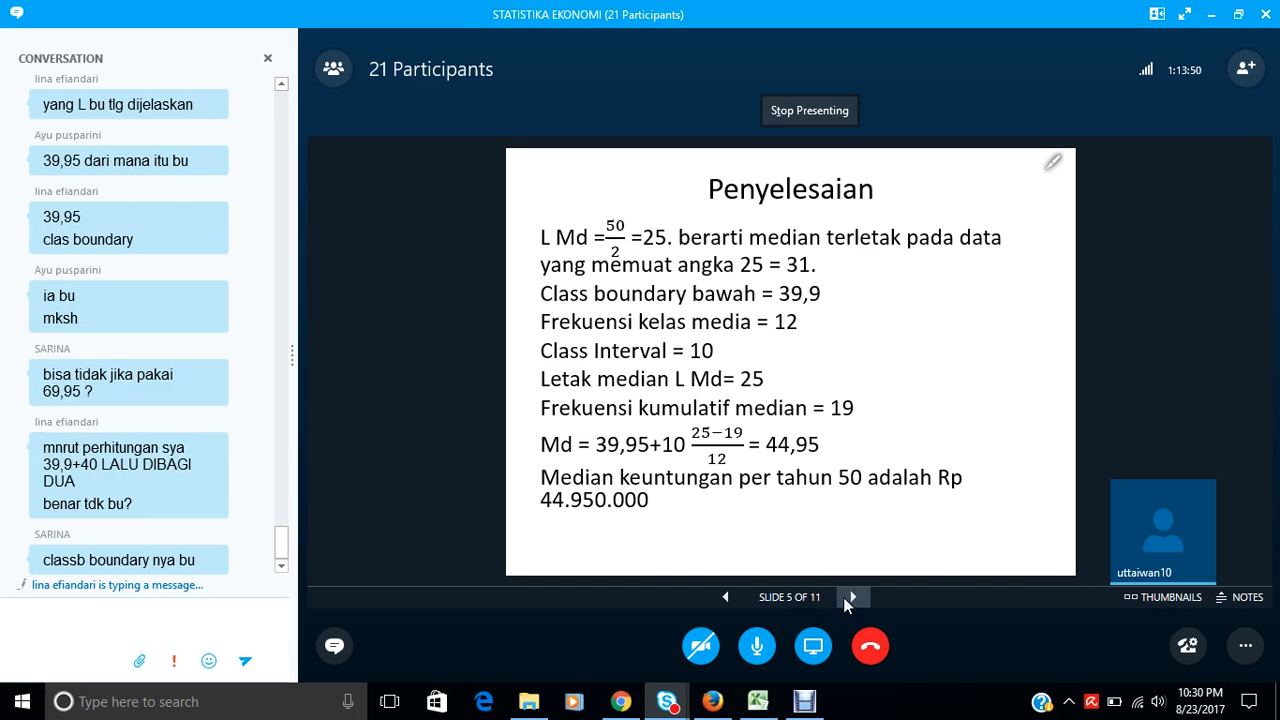 STATISTIKA EKONOMI (21 Participants)
CONVERSATION
lina efiandari
yang L bu tlg dijelaskan
Ayu pusparini
39,95 dari mana itu bu
lina efiandari
39,95
clas boundary
Ayu pusparini
ia bu
mksh
SARINA
bisa tidak jika pakai
69,95 ?
lina efiandari
mnrut perhitungan sya
39,9+40 LALU DIBAGI
DUA
benar tdk bu?
SARINA
classb boundary nya bu
lina efiandari is typing a message...
21 Participants
1:13:50
Stop Presenting
Penyelesaian
L Md = 50/2 =25. berarti median terletak pada data
yang memuat angka 25 = 31.
Class boundary bawah = 39,9
Frekuensi kelas media = 12
Class Interval = 10
Letak median L Md= 25
Frekuensi kumulatif median = 19
Md = 39,95+10 25−19/12 = 44,95
Median keuntungan per tahun 50 adalah Rp
44.950.000
uttaiwan10
SLIDE 5 OF 11
THUMBNAILS
NOTES
Type here to search
10:30 PM
8/23/2017